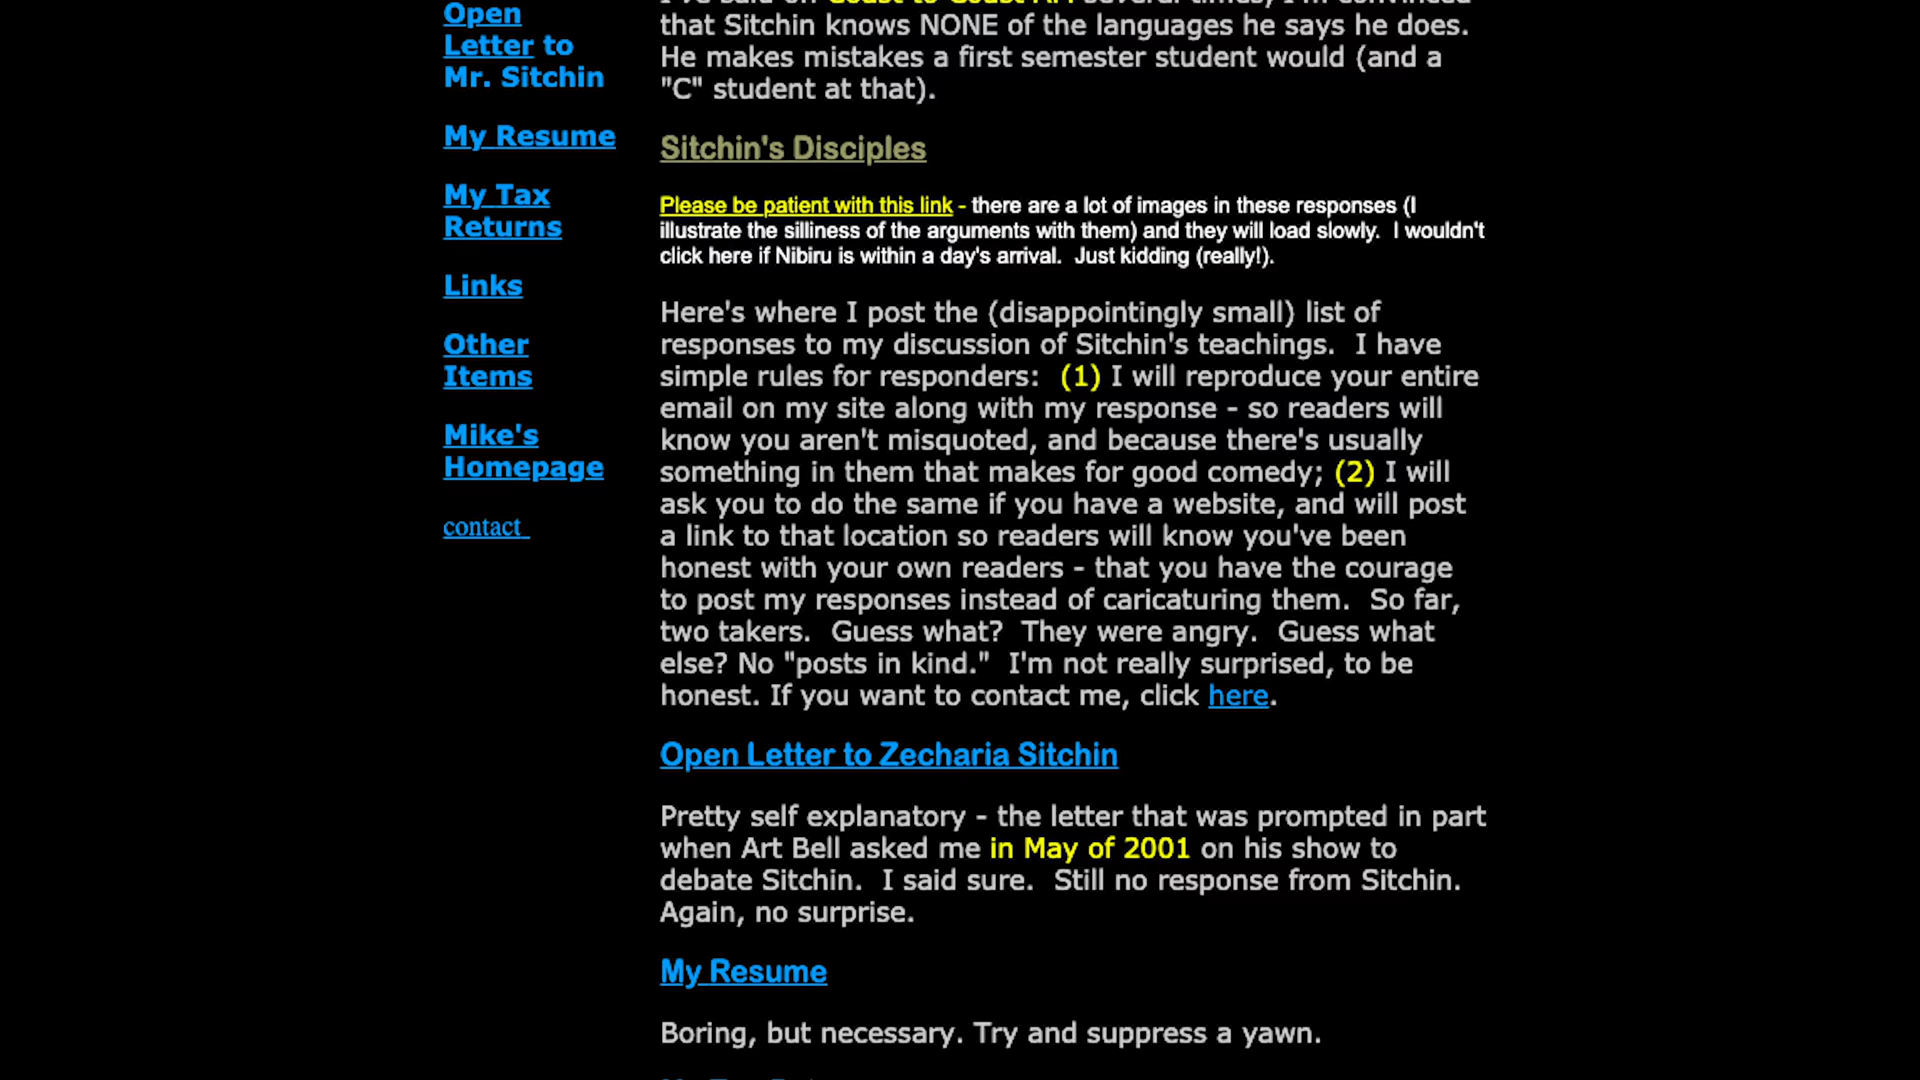 Open
Letter to
Mr. Sitchin
My Resume
My Tax
Returns
Links
Other
Items
Mike's
Homepage
contact
I've said on Coast to Coast AM several times, I'm convinced
that Sitchin knows NONE of the languages he says he does.
He makes mistakes a first semester student would (and a
"C" student at that).
Sitchin's Disciples
Please be patient with this link - there are a lot of images in these responses (I
illustrate the silliness of the arguments with them) and they will load slowly.  I wouldn't
click here if Nibiru is within a day's arrival.  Just kidding (really!).
Here's where I post the (disappointingly small) list of
responses to my discussion of Sitchin's teachings.  I have
simple rules for responders:  (1) I will reproduce your entire
email on my site along with my response - so readers will
know you aren't misquoted, and because there's usually
something in them that makes for good comedy; (2) I will
ask you to do the same if you have a website, and will post
a link to that location so readers will know you've been
honest with your own readers - that you have the courage
to post my responses instead of caricaturing them.  So far,
two takers.  Guess what?  They were angry.  Guess what
else? No "posts in kind."  I'm not really surprised, to be
honest. If you want to contact me, click here.
Open Letter to Zecharia Sitchin
Pretty self explanatory - the letter that was prompted in part
when Art Bell asked me in May of 2001 on his show to
debate Sitchin.  I said sure.  Still no response from Sitchin.
Again, no surprise.
My Resume
Boring, but necessary. Try and suppress a yawn.